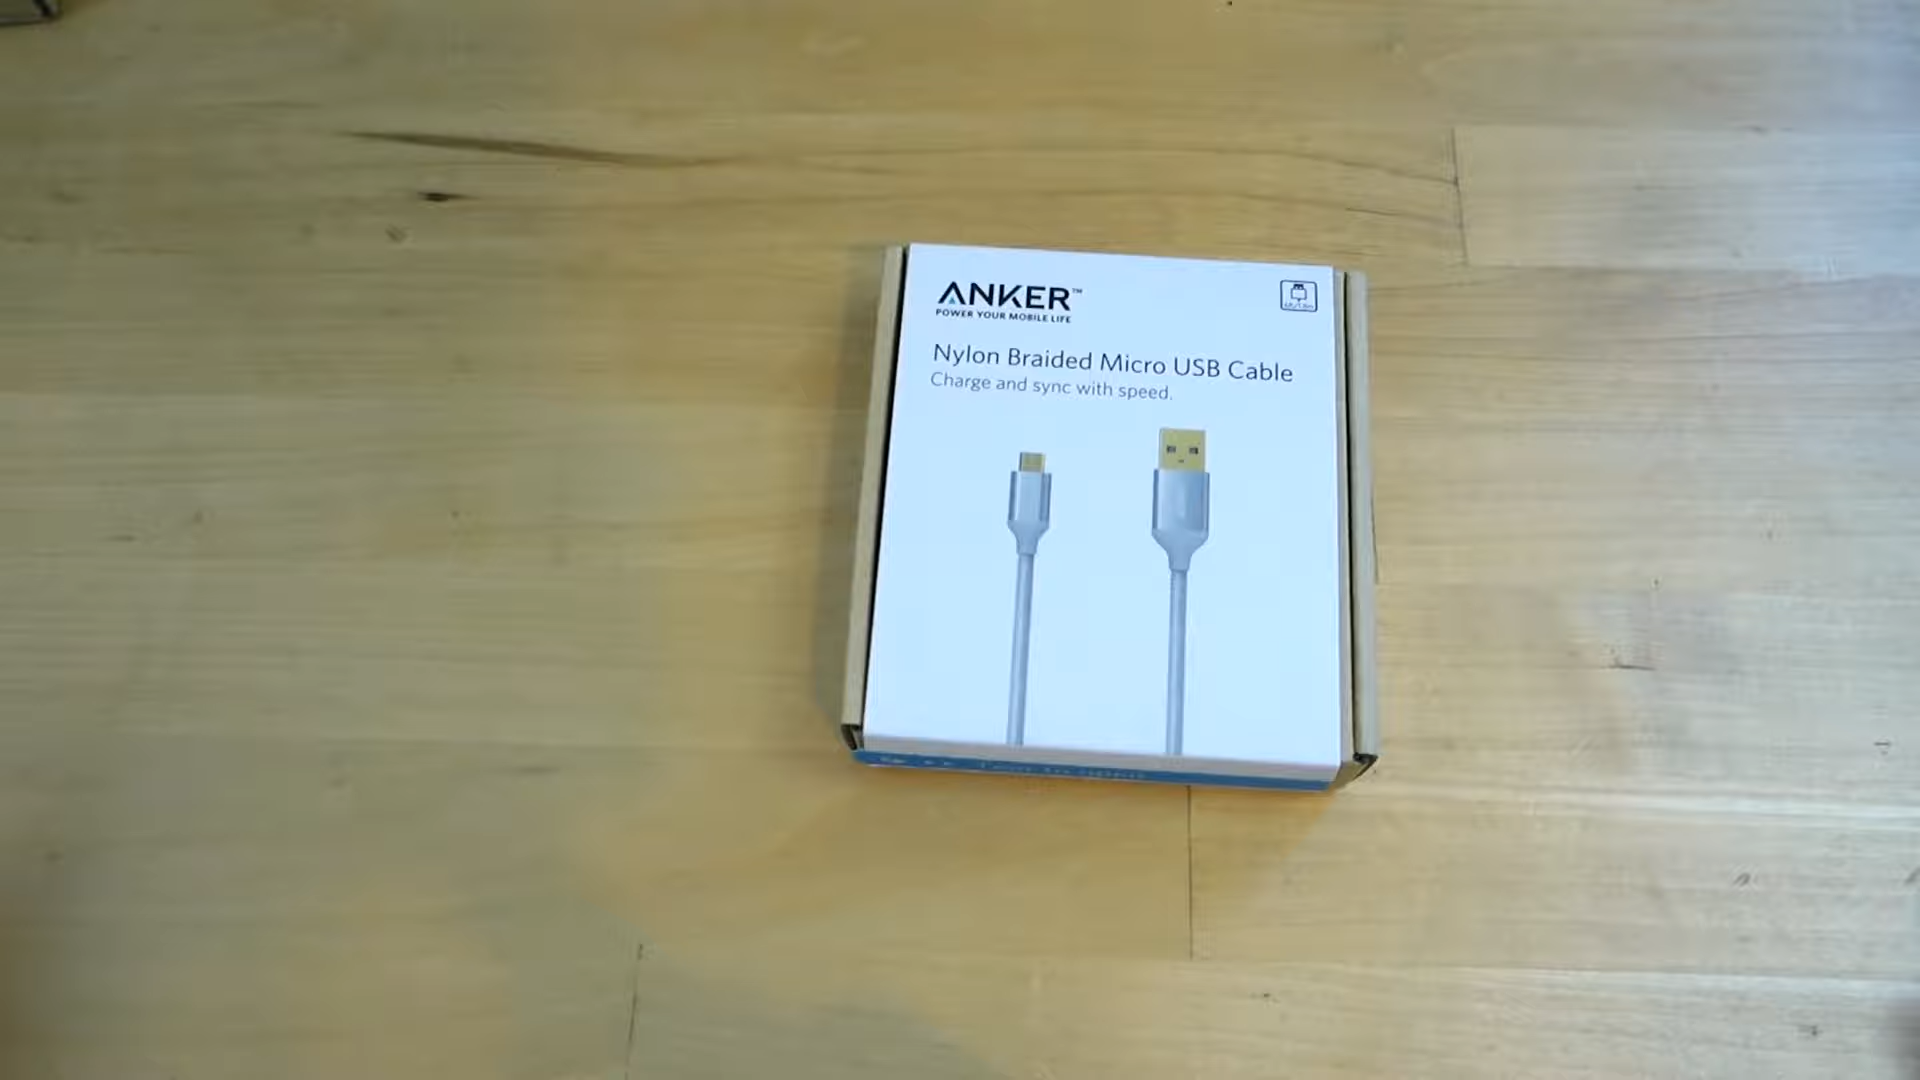 ANKER™
POWER YOUR MOBILE LIFE
Nylon Braided Micro USB Cable
Charge and sync with speed.